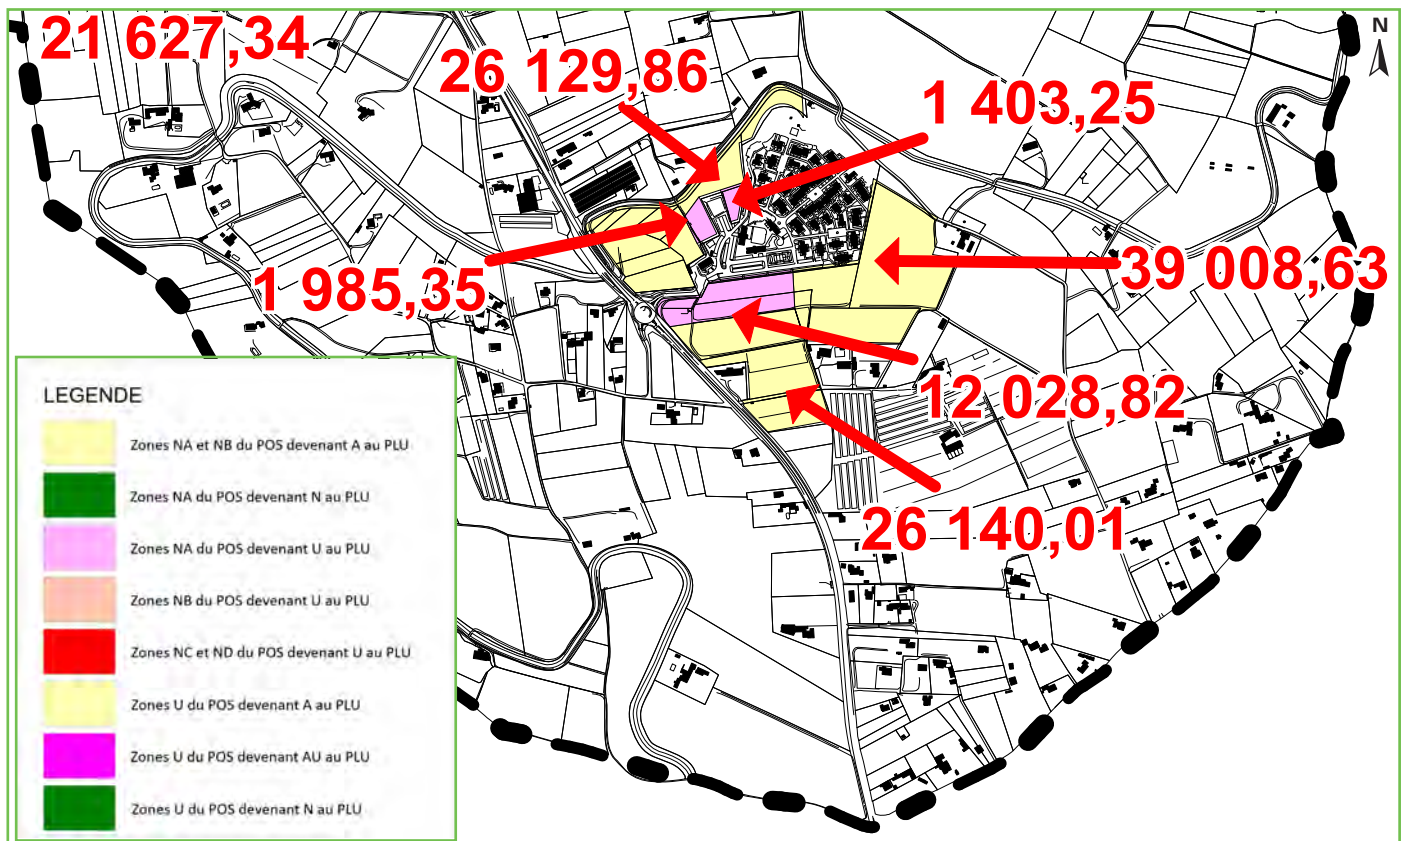 21 627,34
N
26 129,86
1 403,25
1 985,35
39 008,63
12 028,82
26 140,01
LEGENDE
Zones NA et NB du POS devenant A au PLU
Zones NA du POS devenant N au PLU
Zones NA du POS devenant U au PLU
Zones NB du POS devenant U au PLU
Zones NC et ND du POS devenant U au PLU
Zones U du POS devenant A au PLU
Zones U du POS devenant AU au PLU
Zones U du POS devenant N au PLU